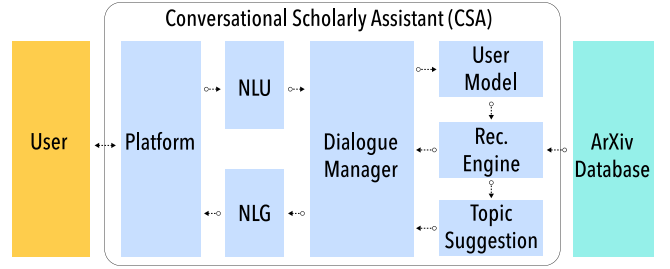 Conversational Scholarly Assistant (CSA)
User
Platform
NLU
NLG
Dialogue
Manager
User
Model
Rec.
Engine
Topic
Suggestion
ArXiv
Database